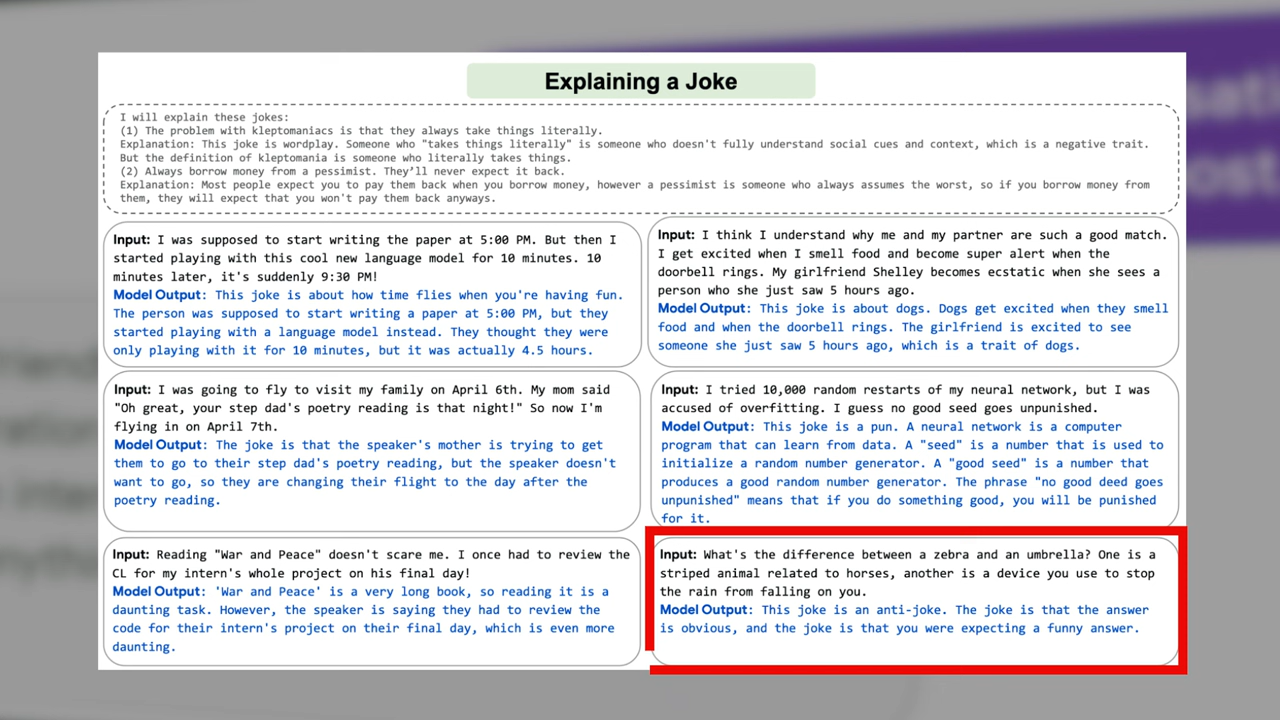 Explaining a Joke
I will explain these jokes:
(1) The problem with kleptomaniacs is that they always take things literally.
Explanation: This joke is wordplay. Someone who "takes things literally" is someone who doesn't fully understand social cues and context, which is a negative trait.
But the definition of kleptomania is someone who literally takes things.
(2) Always borrow money from a pessimist. They'll never expect it back.
Explanation: Most people expect you to pay them back when you borrow money, however a pessimist is someone who always assumes the worst, so if you borrow money from
them, they will expect that you won't pay them back anyways.
Input: I was supposed to start writing the paper at 5:00 PM. But then I
started playing with this cool new language model for 10 minutes. 10
minutes later, it's suddenly 9:30 PM!
Model Output: This joke is about how time flies when you're having fun.
The person was supposed to start writing a paper at 5:00 PM, but they
started playing with a language model instead. They thought they were
only playing with it for 10 minutes, but it was actually 4.5 hours.
Input: I think I understand why me and my partner are such a good match.
I get excited when I smell food and become super alert when the
doorbell rings. My girlfriend Shelley becomes ecstatic when she sees a
person who she just saw 5 hours ago.
Model Output: This joke is about dogs. Dogs get excited when they smell
food and when the doorbell rings. The girlfriend is excited to see
someone she just saw 5 hours ago, which is a trait of dogs.
Input: I was going to fly to visit my family on April 6th. My mom said
"Oh great, your step dad's poetry reading is that night!" So now I'm
flying in on April 7th.
Model Output: The joke is that the speaker's mother is trying to get
them to go to their step dad's poetry reading, but the speaker doesn't
want to go, so they are changing their flight to the day after the
poetry reading.
Input: I tried 10,000 random restarts of my neural network, but I was
accused of overfitting. I guess no good seed goes unpunished.
Model Output: This joke is a pun. A neural network is a computer
program that can learn from data. A "seed" is a number that is used to
initialize a random number generator. A "good seed" is a number that
produces a good random number generator. The phrase "no good deed goes
unpunished" means that if you do something good, you will be punished
for it.
Input: Reading "War and Peace" doesn't scare me. I once had to review the
CL for my intern's whole project on his final day!
Model Output: 'War and Peace' is a very long book, so reading it is a
daunting task. However, the speaker is saying they had to review the
code for their intern's project on their final day, which is even more
daunting.
Input: What's the difference between a zebra and an umbrella? One is a
striped animal related to horses, another is a device you use to stop
the rain from falling on you.
Model Output: This joke is an anti-joke. The joke is that the answer
is obvious, and the joke is that you were expecting a funny answer.